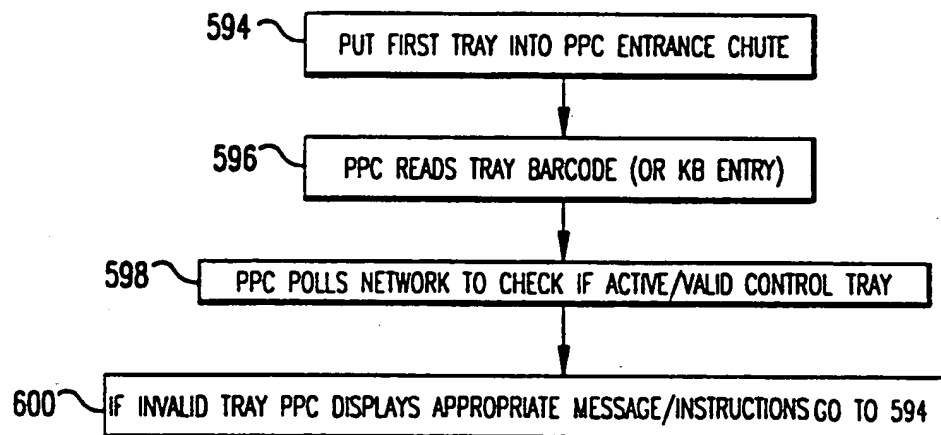 594
PUT FIRST TRAY INTO PPC ENTRANCE CHUTE
596
PPC READS TRAY BARCODE (OR KB ENTRY)
598
PPC POLLS NETWORK TO CHECK IF ACTIVE/VALID CONTROL TRAY
600
IF INVALID TRAY PPC DISPLAYS APPROPRIATE MESSAGE/INSTRUCTIONS GO TO 594